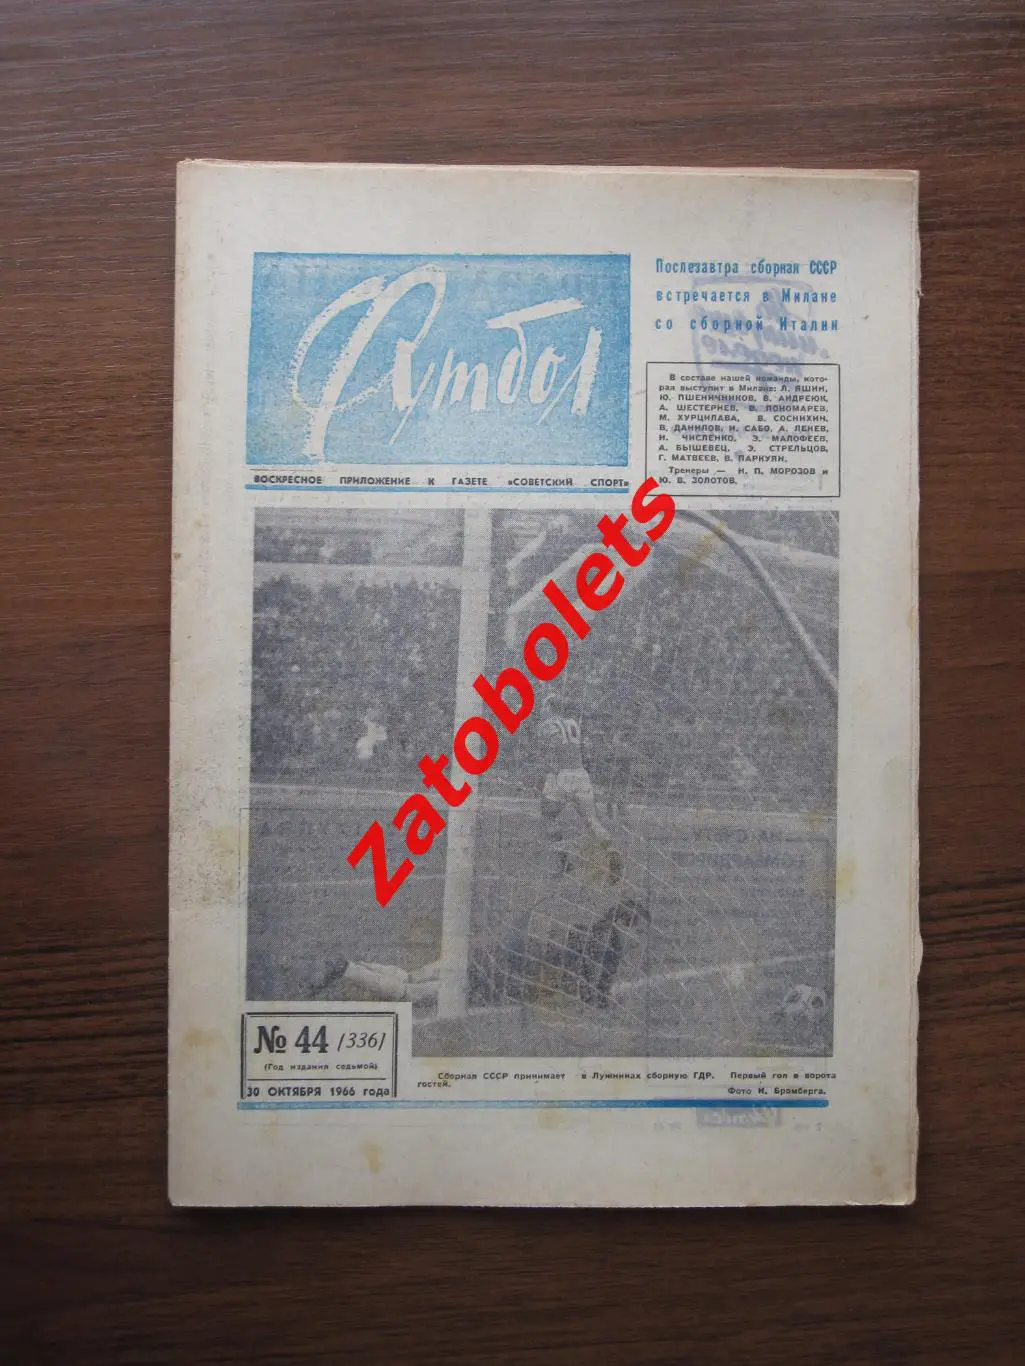 Футбол
ВОСКРЕСНОЕ ПРИЛОЖЕНИЕ К ГАЗЕТЕ «СОВЕТСКИЙ СПОРТ»
Послезавтра сборная СССР
встречается в Милане
со сборной Италии
В составе нашей команды, кото-
рая выступит в Милане: Л. ЯШИН,
Ю. ПШЕНИЧНИКОВ, В. АНДРЕЮК,
А. ШЕСТЕРНЕВ, В. ПОНОМАРЕВ,
М. ХУРЦИЛАВА, В. СОСНИХИН,
В. ДАНИЛОВ, И. САБО, А. ЛЕНЕВ,
И. ЧИСЛЕНКО, Э. МАЛОФЕЕВ,
А. БЫШЕВЕЦ, Э. СТРЕЛЬЦОВ,
Г. МАТВЕЕВ, В. ПАРКУЯН.
Тренеры — Н. П. МОРОЗОВ и
Ю. В. ЗОЛОТОВ.
Zatobolets
№ 44 (336)
(Год издания седьмой)
30 ОКТЯБРЯ 1966 года
Сборная СССР принимает в Лужниках сборную ГДР. Первый гол в ворота
гостей.
Фото И. Бромберга.